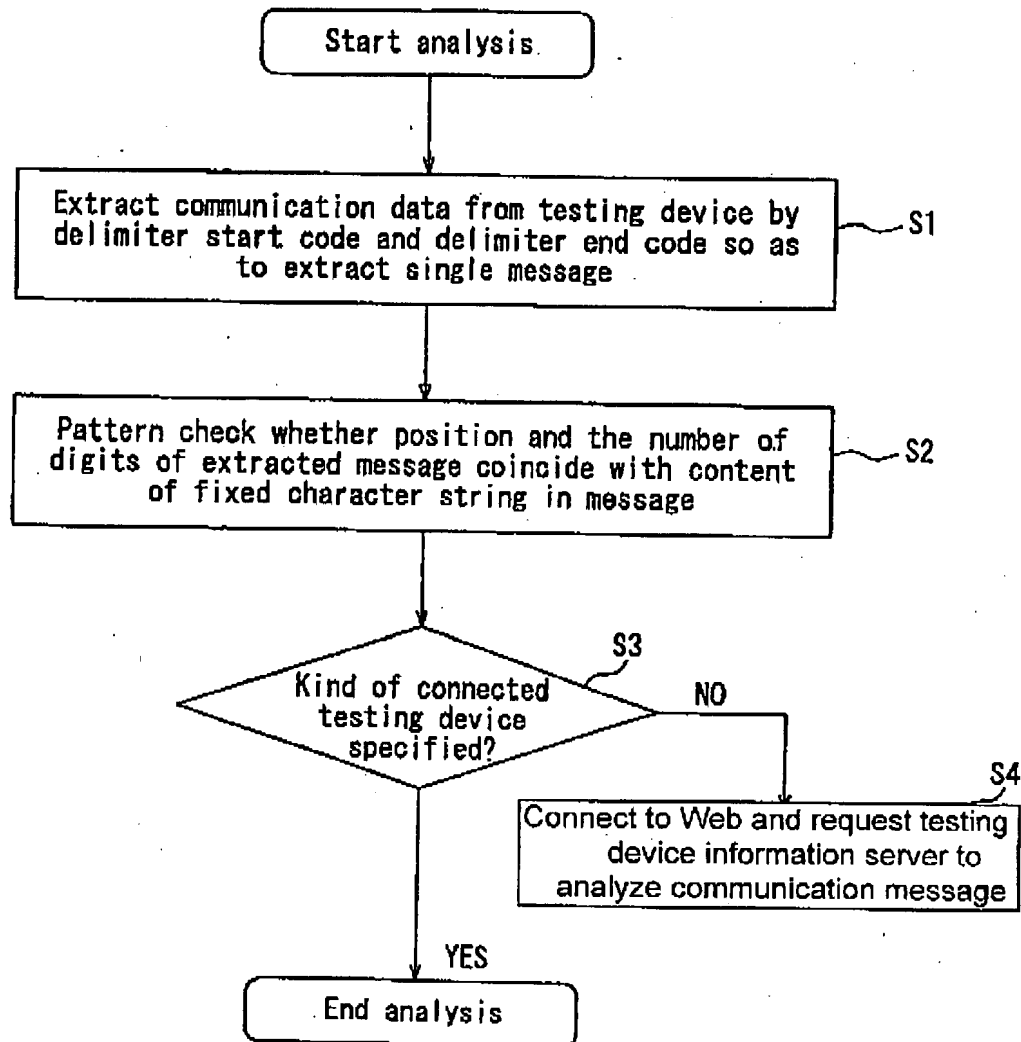 Start analysis
Extract communication data from testing device by
delimiter start code and delimiter end code so as
to extract single message
S1
Pattern check whether position and the number of
digits of extracted message coincide with content
of fixed character string in message
S2
S3
Kind of connected
testing device
specified?
NO
S4
Connect to Web and request testing
device information server to
analyze communication message
YES
End analysis